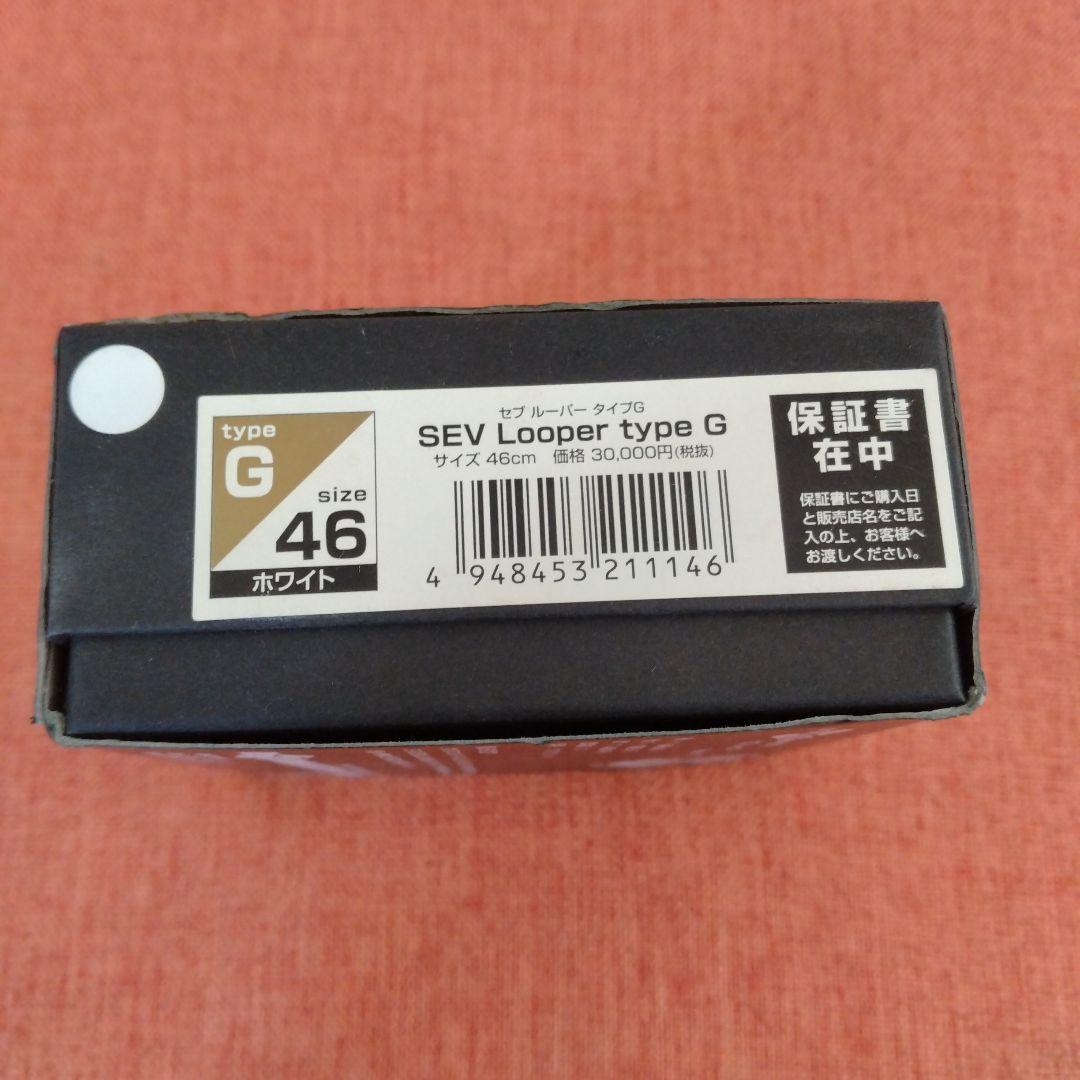 type
G
size
46
ホワイト
セブ ルーパー タイプG
SEV Looper type G
サイズ 46cm 価格 30,000円(税抜)
4 948453 211146
保証書
在中
保証書にご購入日
と販売店名をご記
入の上、お客様へ
お渡しください。